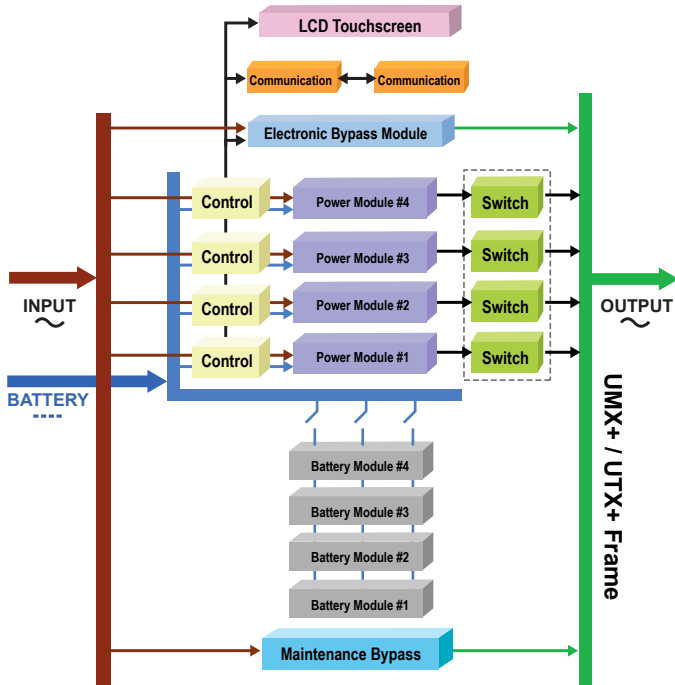 LCD Touchscreen
Communication
Communication
Electronic Bypass Module
Control
Power Module #4
Switch
Control
Power Module #3
Switch
INPUT
Control
Power Module #2
Switch
OUTPUT
Control
Power Module #1
Switch
BATTERY
UMX+ / UTX+ Frame
Battery Module #4
Battery Module #3
Battery Module #2
Battery Module #1
Maintenance Bypass